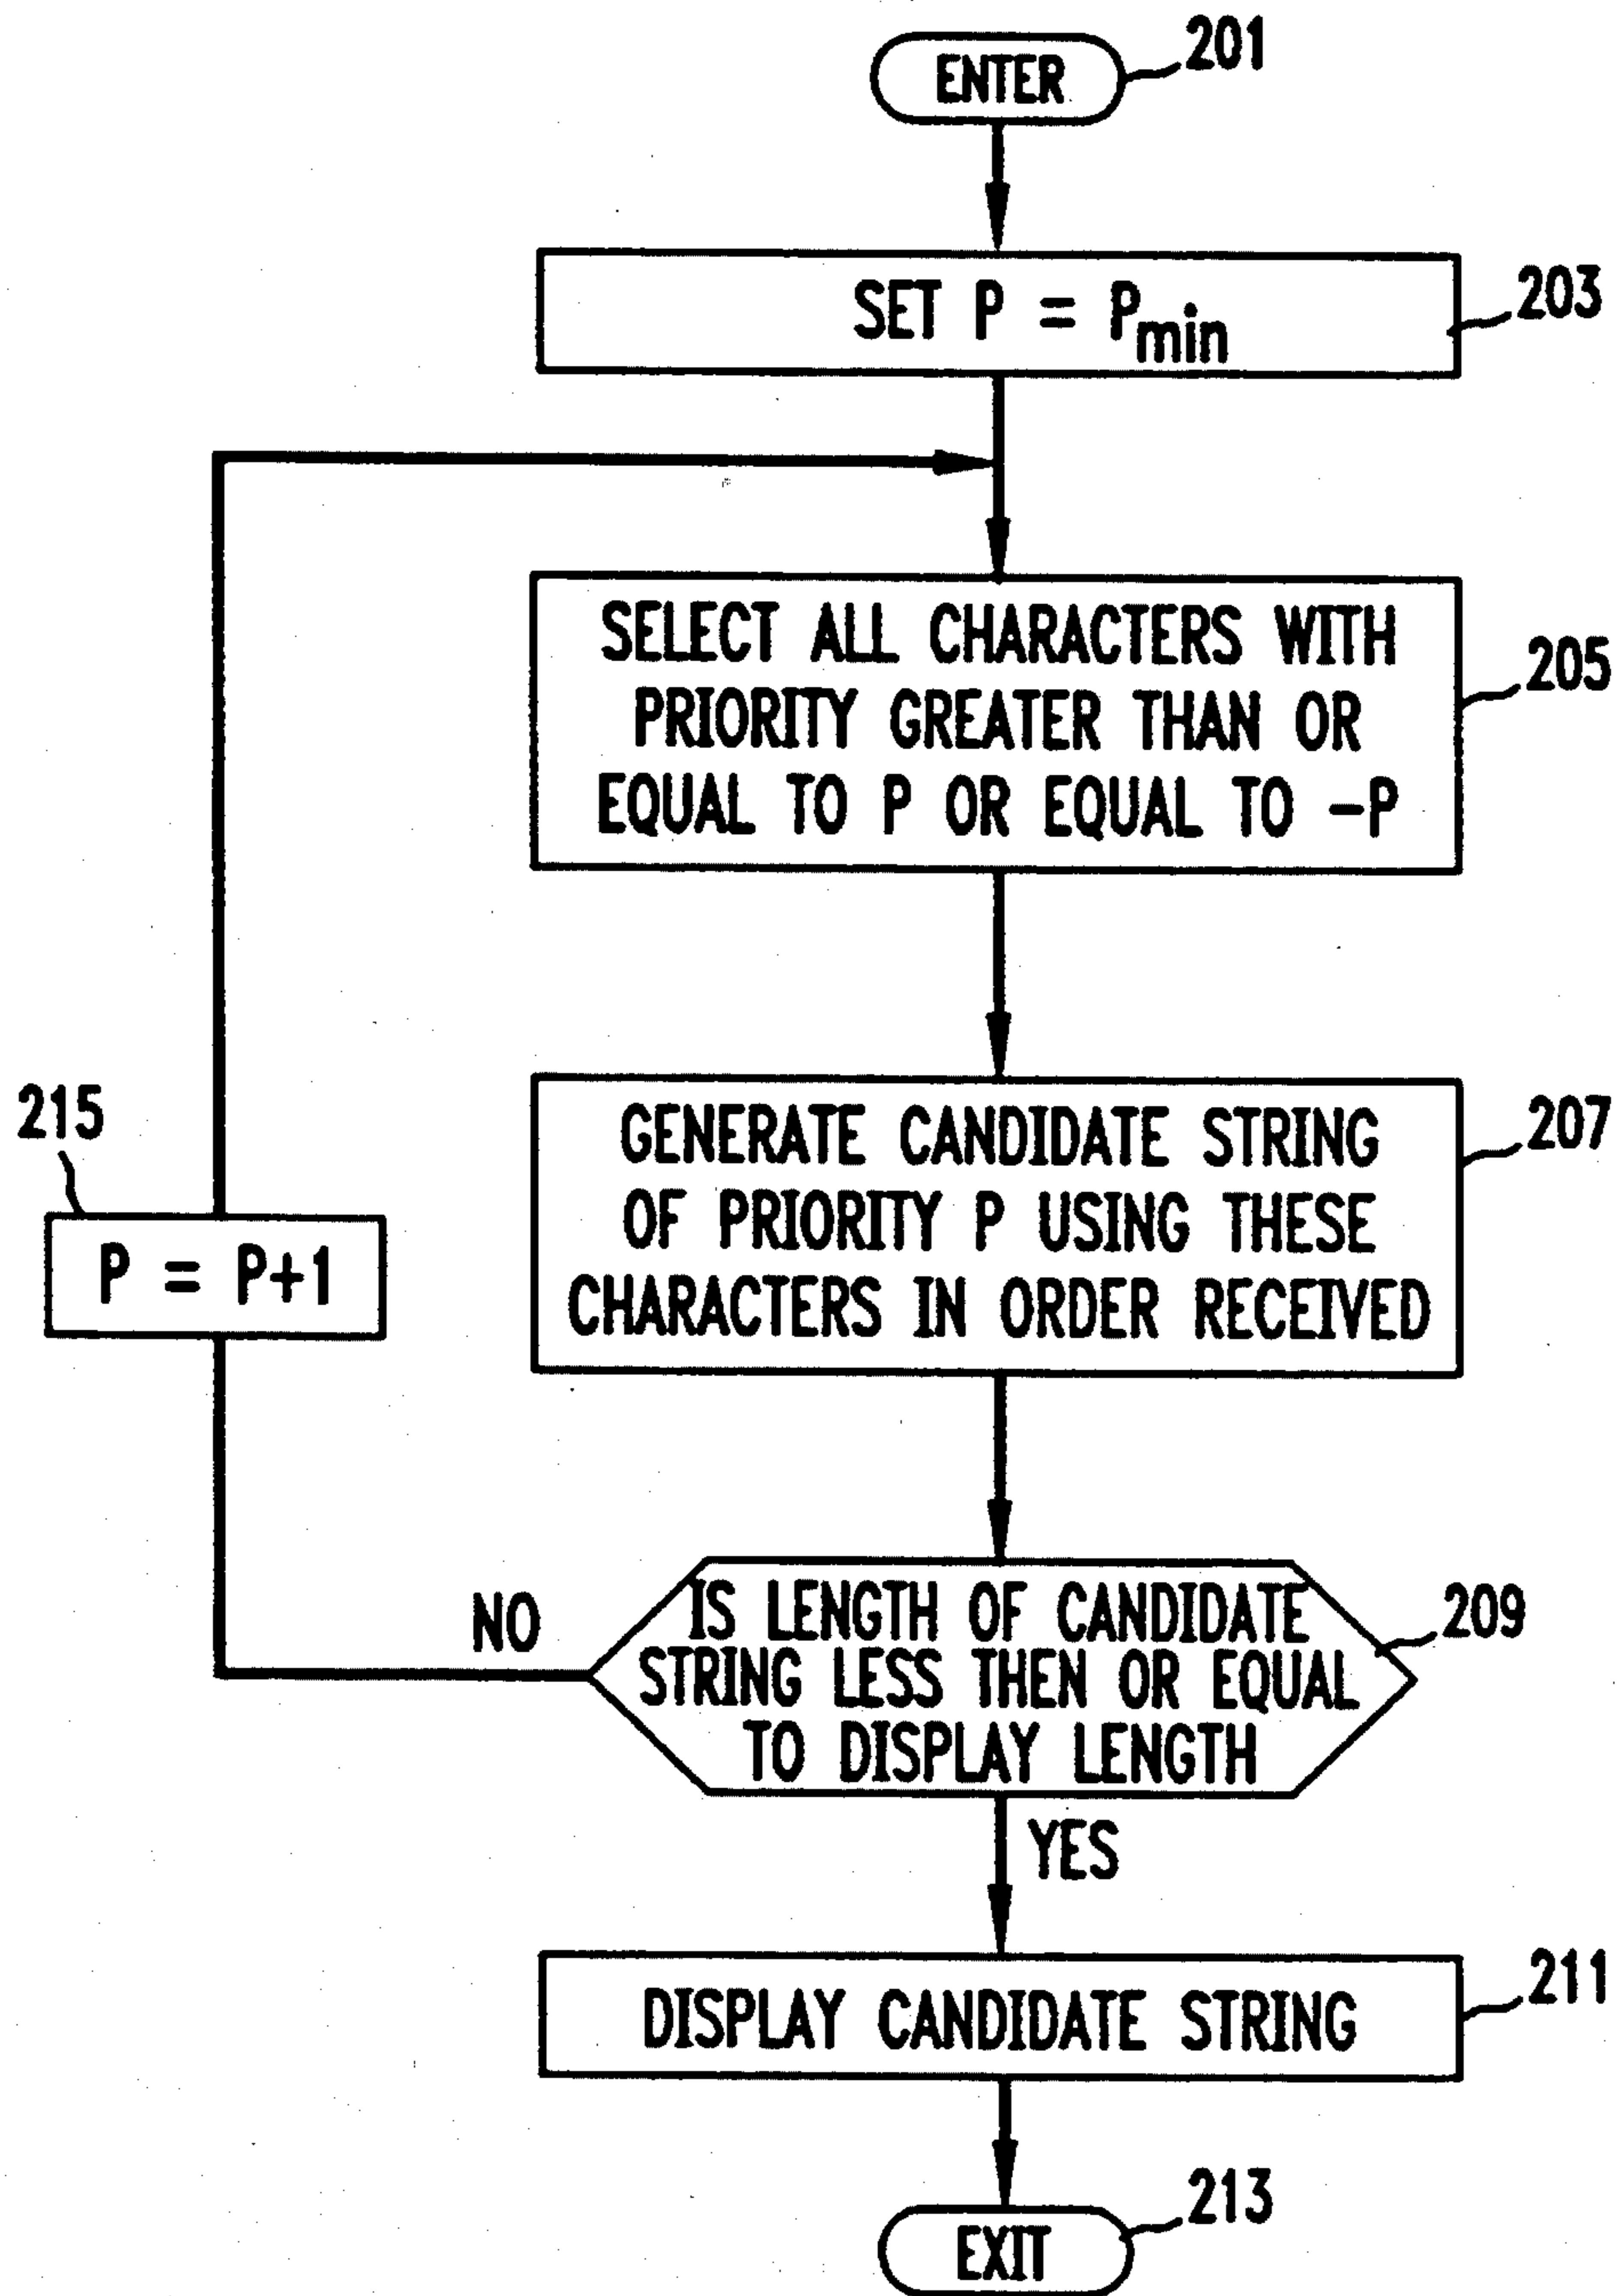 ENTER
201
SET P = Pmin
203
SELECT ALL CHARACTERS WITH
PRIORITY GREATER THAN OR
EQUAL TO P OR EQUAL TO -P
205
GENERATE CANDIDATE STRING
OF PRIORITY P USING THESE
CHARACTERS IN ORDER RECEIVED
207
215
P = P+1
NO
IS LENGTH OF CANDIDATE
STRING LESS THEN OR EQUAL
TO DISPLAY LENGTH
209
YES
DISPLAY CANDIDATE STRING
211
EXIT
213